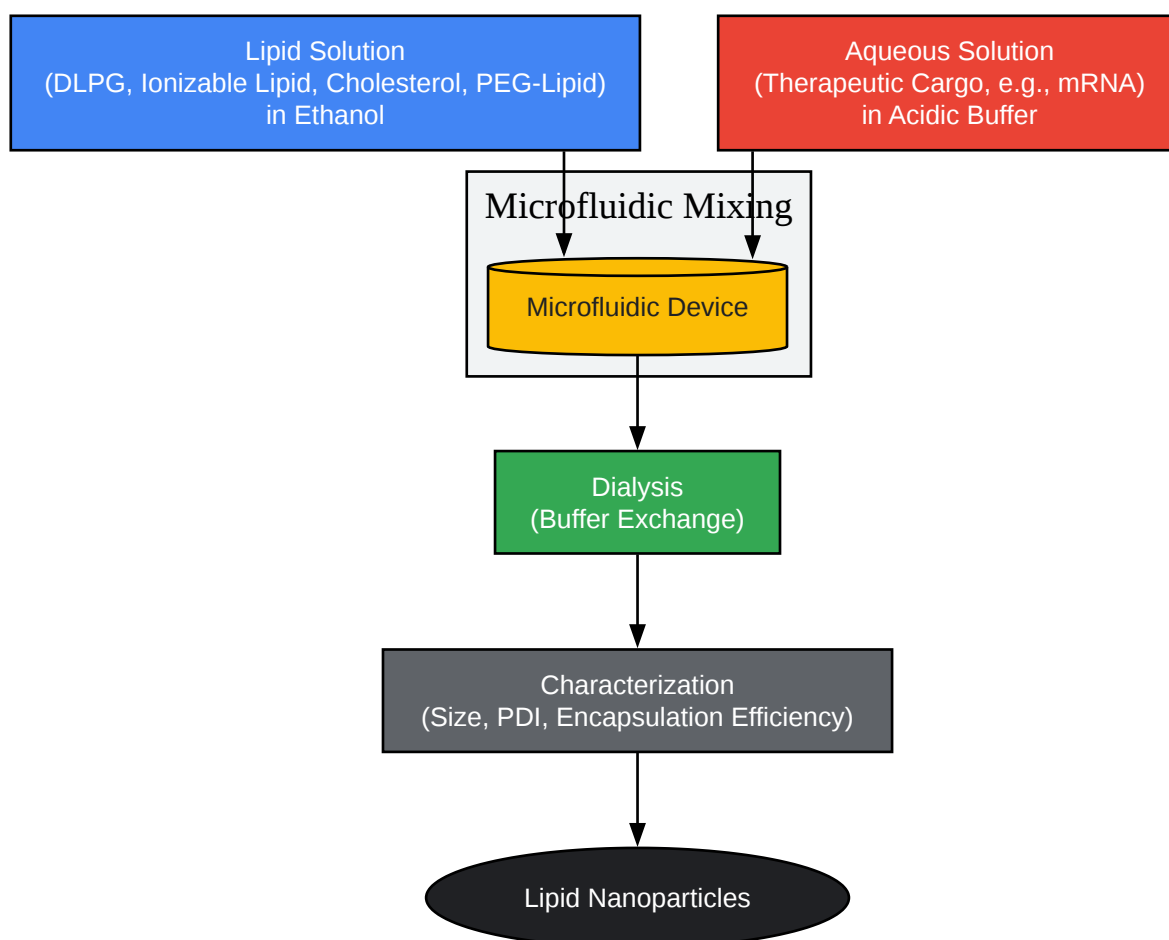 Lipid Solution
(DLPG, Ionizable Lipid, Cholesterol, PEG-Lipid)
in Ethanol
Aqueous Solution
(Therapeutic Cargo, e.g., mRNA)
in Acidic Buffer
Microfluidic Mixing
Microfluidic Device
Dialysis
(Buffer Exchange)
Characterization
(Size, PDI, Encapsulation Efficiency)
Lipid Nanoparticles